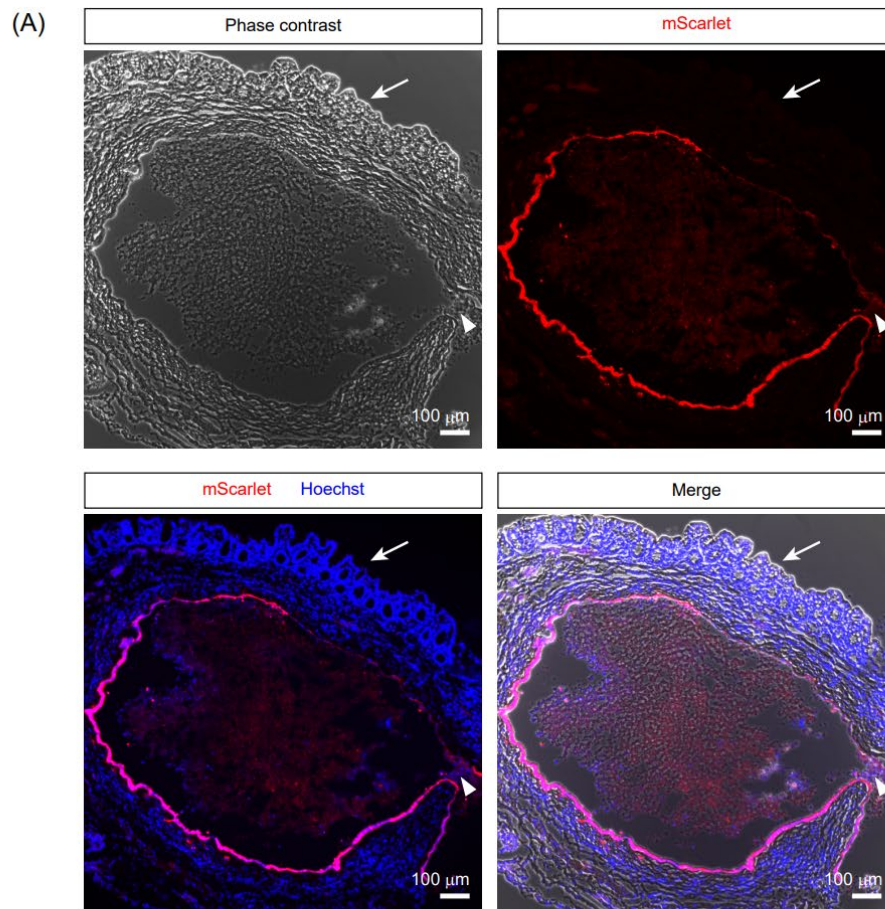 (A)
Phase contrast
mScarlet
100 μm
100 μm
mScarlet Hoechst
Merge
100 μm
100 μm